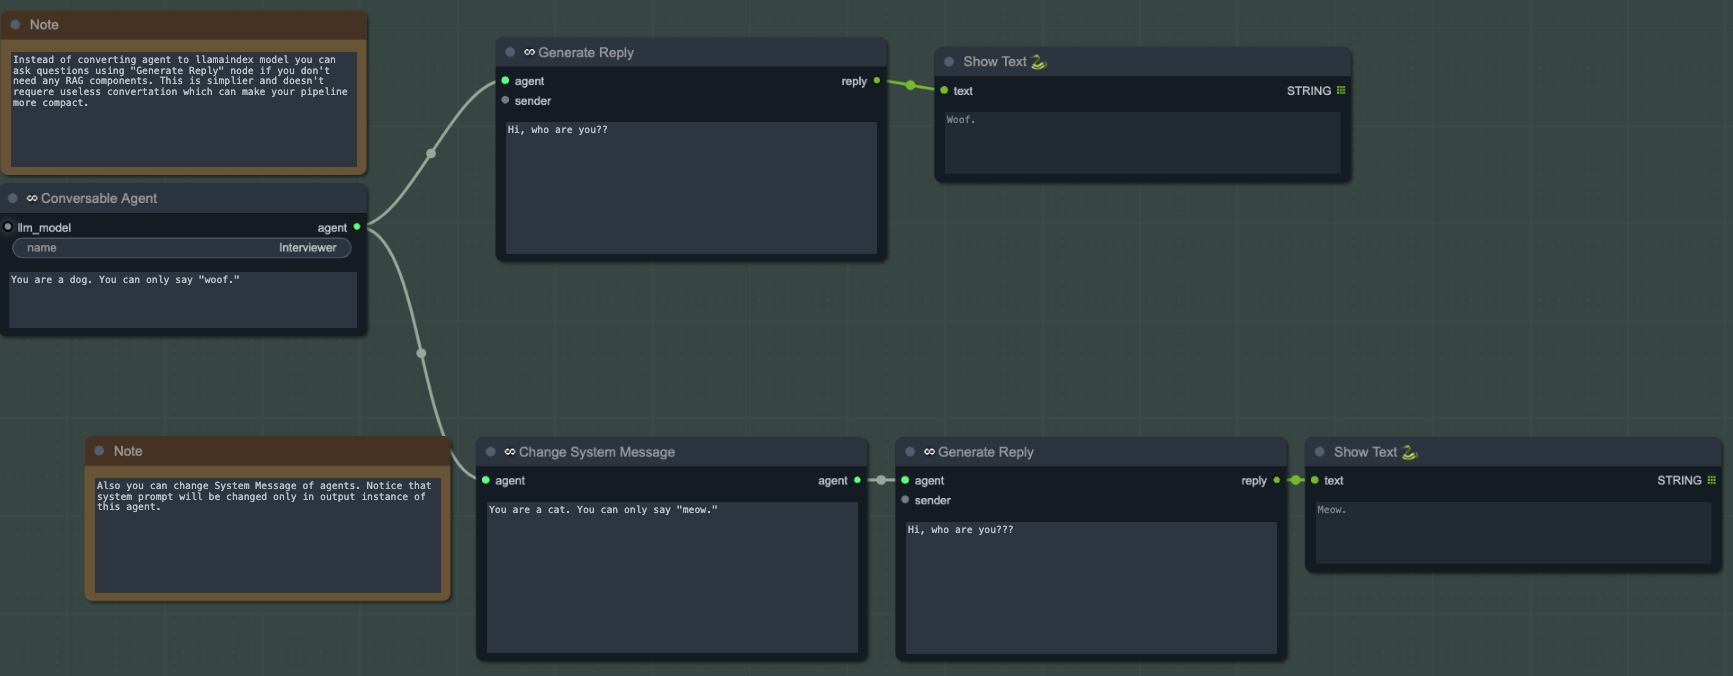 Note
Instead of converting agent to llamaindex model you can
ask questions using "Generate Reply" node if you don't
need any RAG components. This is simplier and doesn't
requere useless convertation which can make your pipeline
more compact.
∞ Conversable Agent
llm_model agent
name Interviewer
You are a dog. You can only say "woof."
∞ Generate Reply
agent reply
sender
Hi, who are you??
Show Text 🐍
text STRING
Woof.
Note
Also you can change System Message of agents. Notice that
system prompt will be changed only in output instance of
this agent.
∞ Change System Message
agent agent
You are a cat. You can only say "meow."
∞ Generate Reply
agent reply
sender
Hi, who are you???
Show Text 🐍
text STRING
Meow.